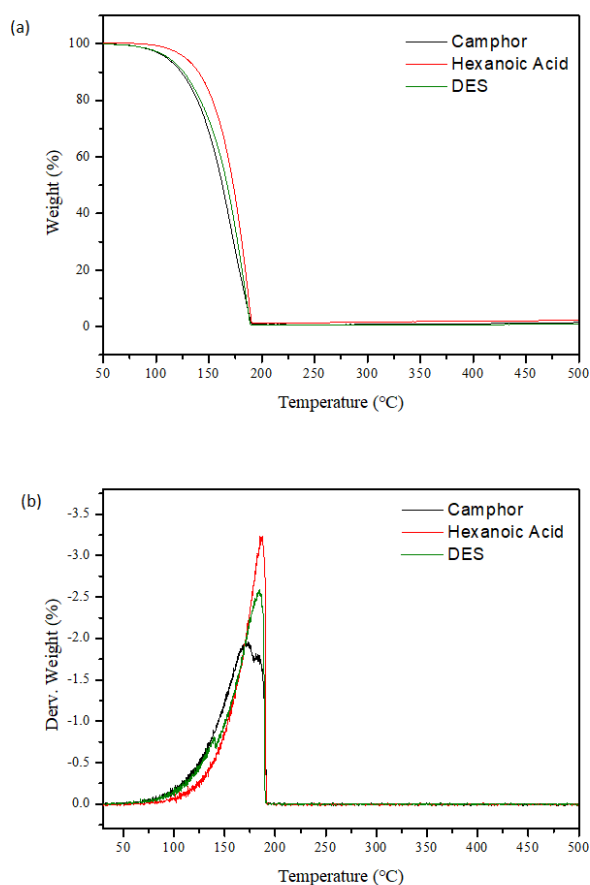 (a)
Camphor
Hexanoic Acid
DES
100
80
60
40
20
0
Weight (%)
50 100 150 200 250 300 350 400 450 500
Temperature (°C)
(b)
Camphor
Hexanoic Acid
DES
-3.5
-3.0
-2.5
-2.0
-1.5
-1.0
-0.5
0.0
Derv. Weight (%)
50 100 150 200 250 300 350 400 450 500
Temperature (°C)